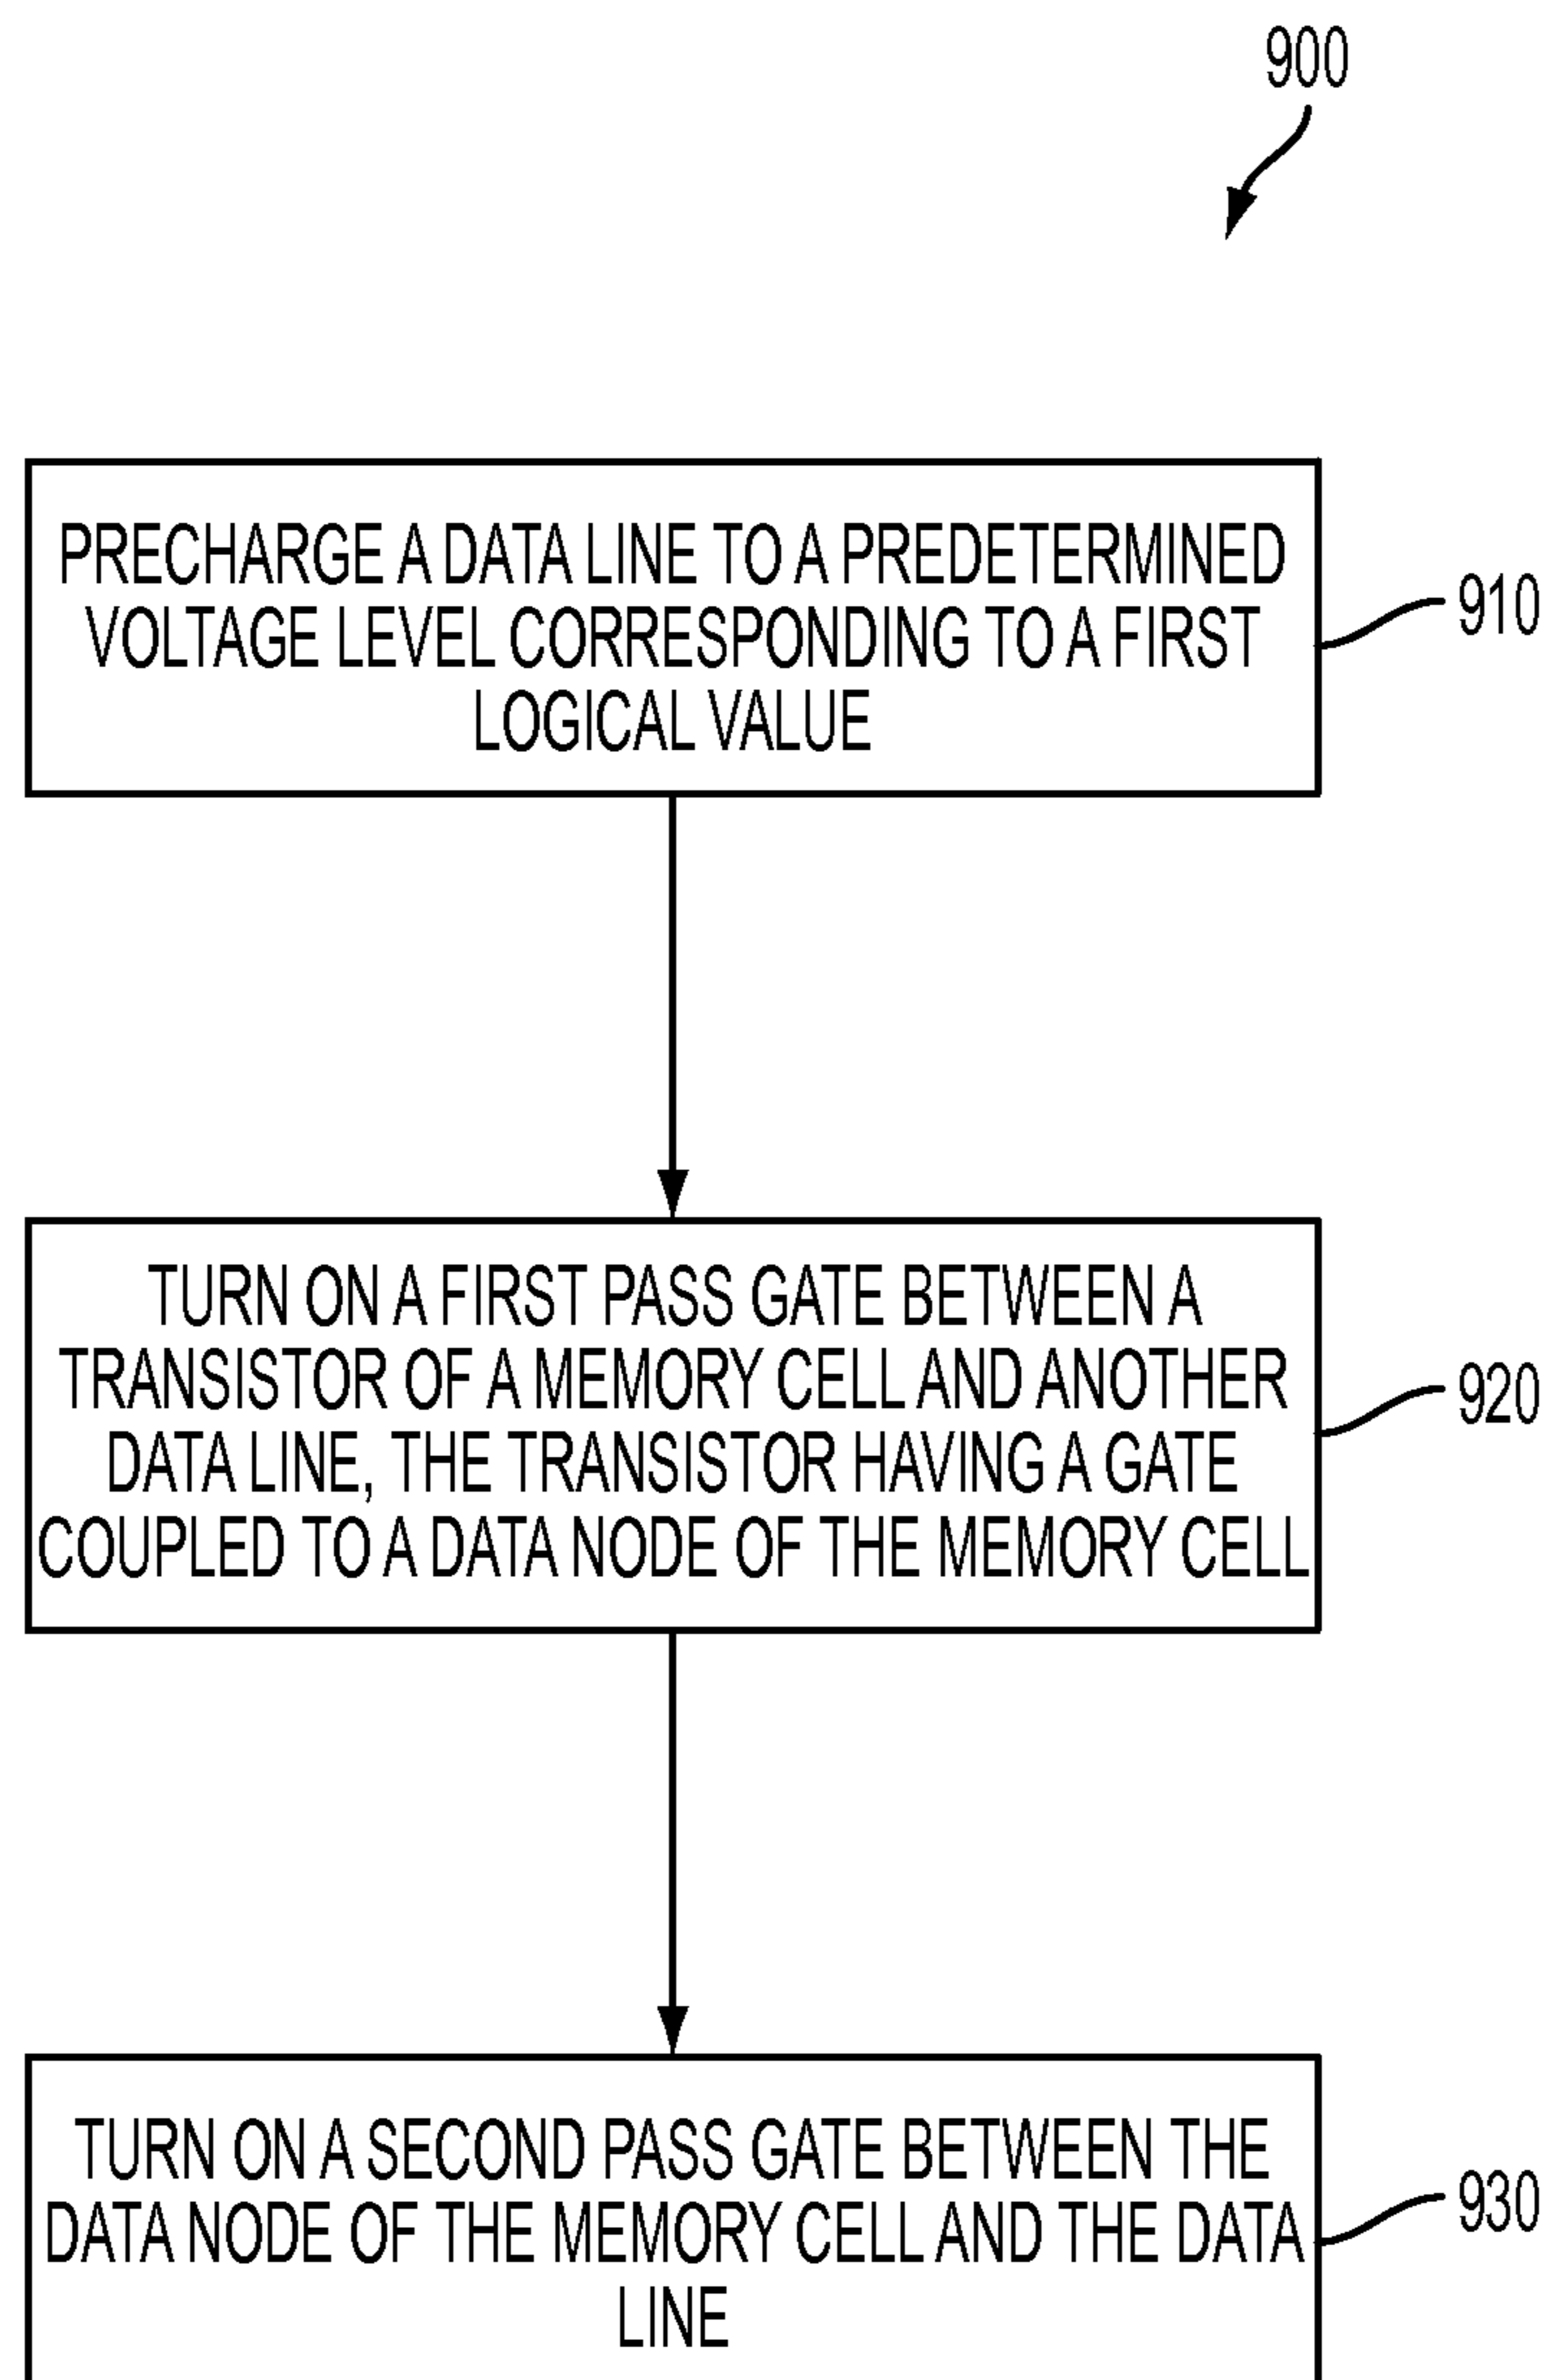 900
PRECHARGE A DATA LINE TO A PREDETERMINED
VOLTAGE LEVEL CORRESPONDING TO A FIRST
LOGICAL VALUE
910
TURN ON A FIRST PASS GATE BETWEEN A
TRANSISTOR OF A MEMORY CELL AND ANOTHER
DATA LINE, THE TRANSISTOR HAVING A GATE
COUPLED TO A DATA NODE OF THE MEMORY CELL
920
TURN ON A SECOND PASS GATE BETWEEN THE
DATA NODE OF THE MEMORY CELL AND THE DATA
LINE
930